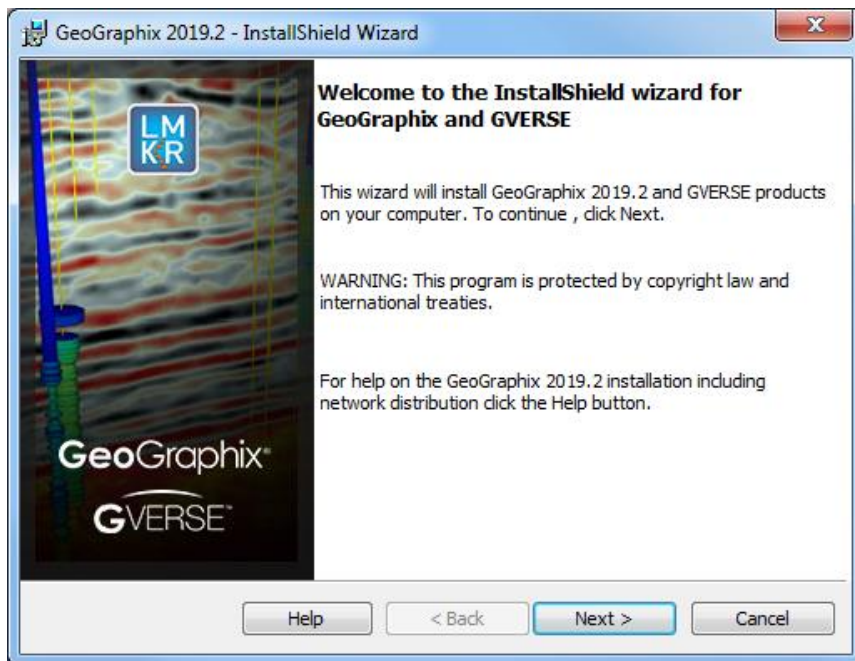 GeoGraphix 2019.2 - InstallShield Wizard
LM
KR
GeoGraphix®
GVERSE™
Welcome to the InstallShield wizard for
GeoGraphix and GVERSE
This wizard will install GeoGraphix 2019.2 and GVERSE products
on your computer. To continue , click Next.
WARNING: This program is protected by copyright law and
international treaties.
For help on the GeoGraphix 2019.2 installation including
network distribution click the Help button.
Help
< Back
Next >
Cancel